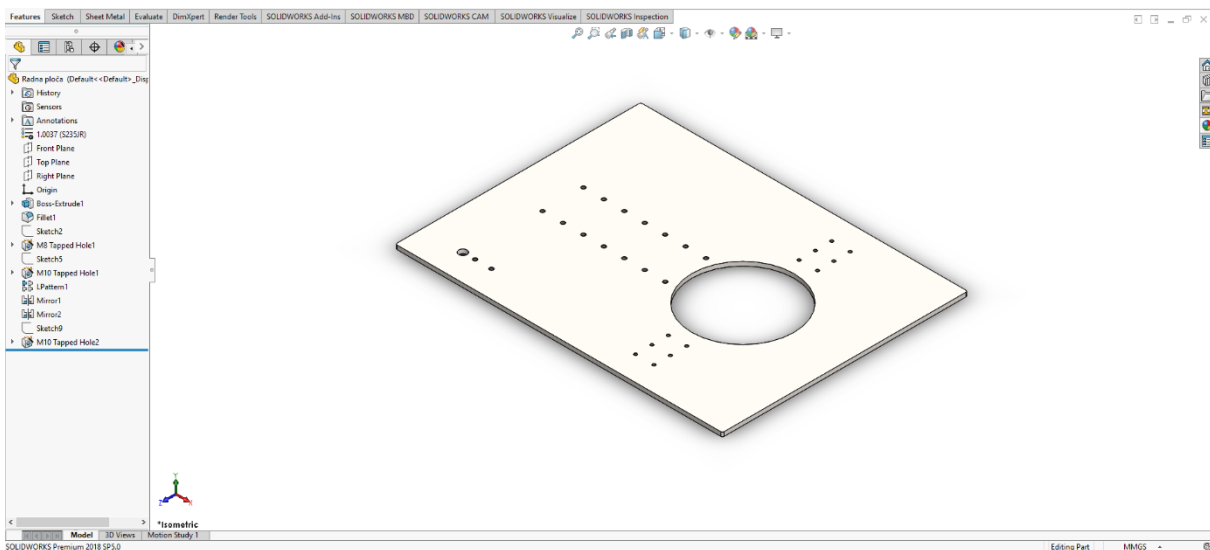 Features Sketch Sheet Metal Evaluate DimXpert Render Tools SOLIDWORKS Add-Ins SOLIDWORKS MBD SOLIDWORKS CAM SOLIDWORKS Visualize SOLIDWORKS Inspection
Radna ploča (Default<<Default>_Disp
History
Sensors
Annotations
1.0037 (S235JR)
Front Plane
Top Plane
Right Plane
Origin
Boss-Extrude1
Fillet1
Sketch2
M8 Tapped Hole1
Sketch5
M10 Tapped Hole1
LPattern1
Mirror1
Mirror2
Sketch9
M10 Tapped Hole2
Y
Z X
*Isometric
Model 3D Views Motion Study 1
SOLIDWORKS Premium 2018 SP5.0 Editing Part MMGS